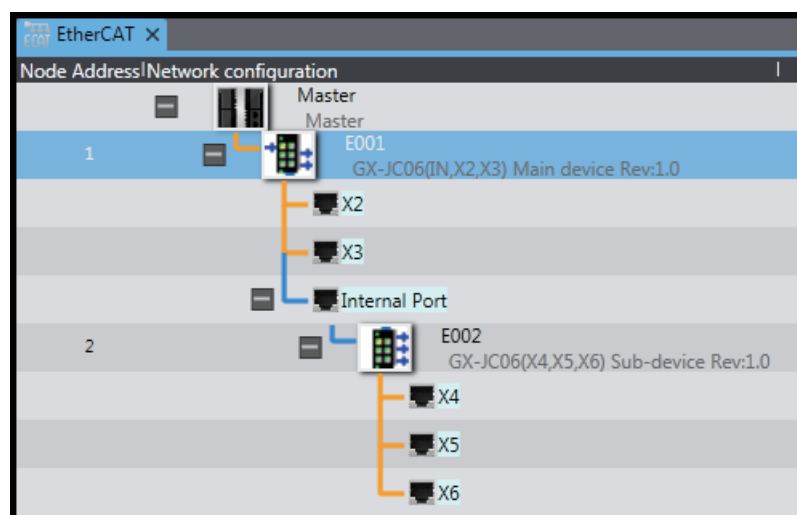 EtherCAT
Node Address Network configuration
Master
Master
1 E001
GX-JC06(IN,X2,X3) Main device Rev:1.0
X2
X3
Internal Port
2 E002
GX-JC06(X4,X5,X6) Sub-device Rev:1.0
X4
X5
X6